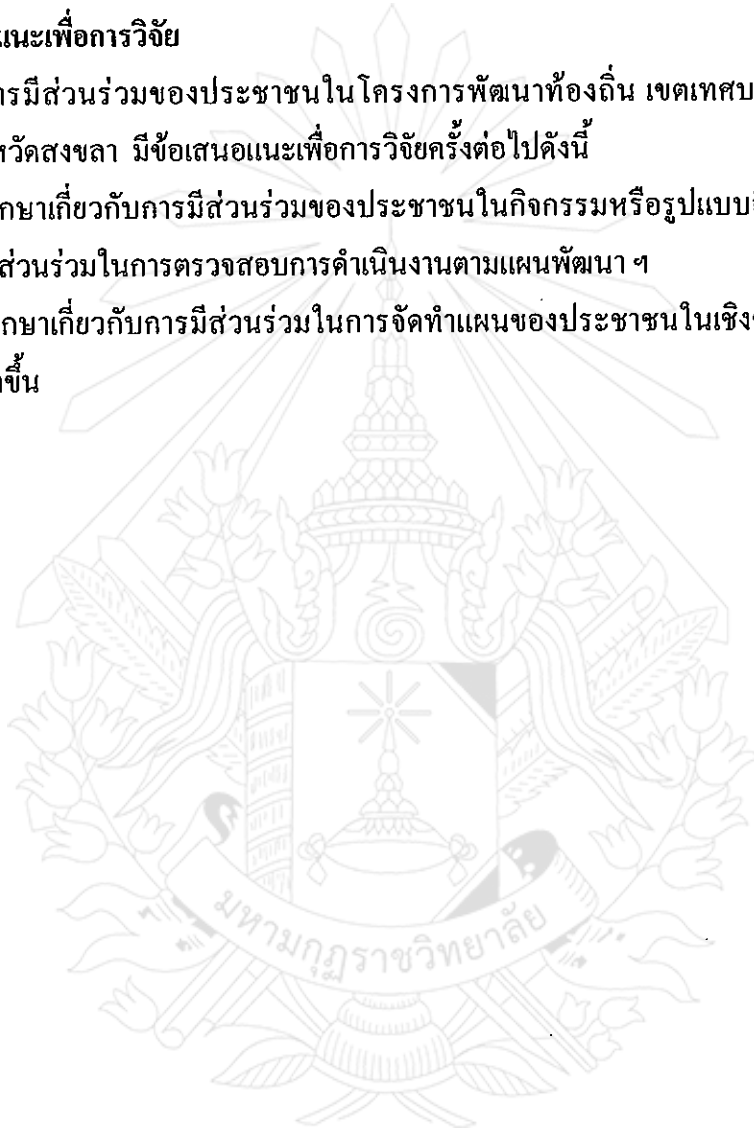 แนะเพื่อการวิจัย
ารมีส่วนร่วมของประชาชนในโครงการพัฒนาท้องถิ่น เขตเทศบ
หวัดสงขลา มีข้อเสนอแนะเพื่อการวิจัยครั้งต่อไปดังนี้
ึกษาเกี่ยวกับการมีส่วนร่วมของประชาชนในกิจกรรมหรือรูปแบบ
ส่วนร่วมในการตรวจสอบการดำเนินงานตามแผนพัฒนา ฯ
ึกษาเกี่ยวกับการมีส่วนร่วมในการจัดทำแผนของประชาชนในเชิง
ขึ้น
มหามกุฏราชวิทยาลัย